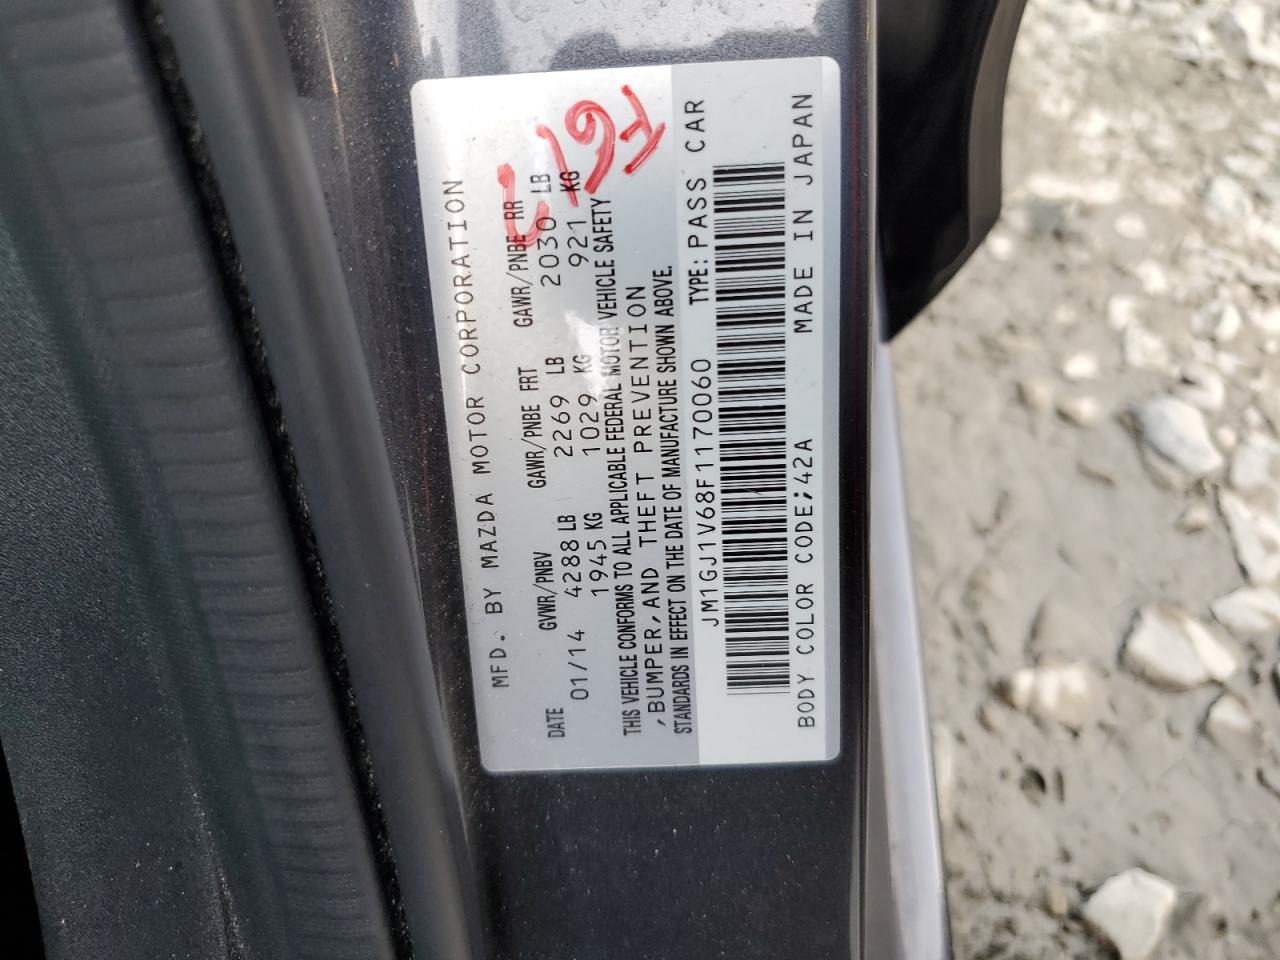 MFD. BY MAZDA MOTOR CORPORATION
DATE GVWR/PNBV GAWR/PNBE FRT GAWR/PNBE RR
01/14 4288 LB 2269 LB 2030 LB
1945 KG 1029 KG 921 KG
THIS VEHICLE CONFORMS TO ALL APPLICABLE FEDERAL MOTOR VEHICLE SAFETY
,BUMPER,AND THEFT PREVENTION
STANDARDS IN EFFECT ON THE DATE OF MANUFACTURE SHOWN ABOVE.
JM1GJ1V68F1170060 TYPE: PASS CAR
BODY COLOR CODE;42A MADE IN JAPAN